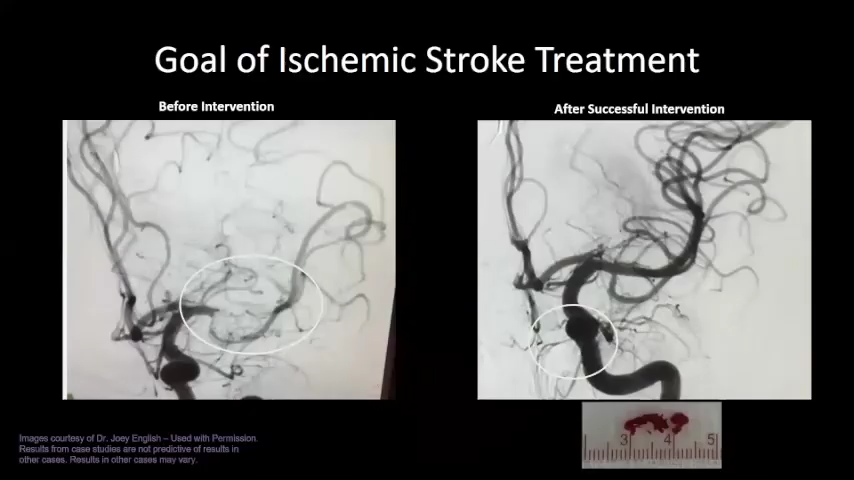 Goal of Ischemic Stroke Treatment
Before Intervention
After Successful Intervention
Images courtesy of Dr. Joey English – Used with Permission.
Results from case studies are not predictive of results in
other cases. Results in other cases may vary.
3 4 5